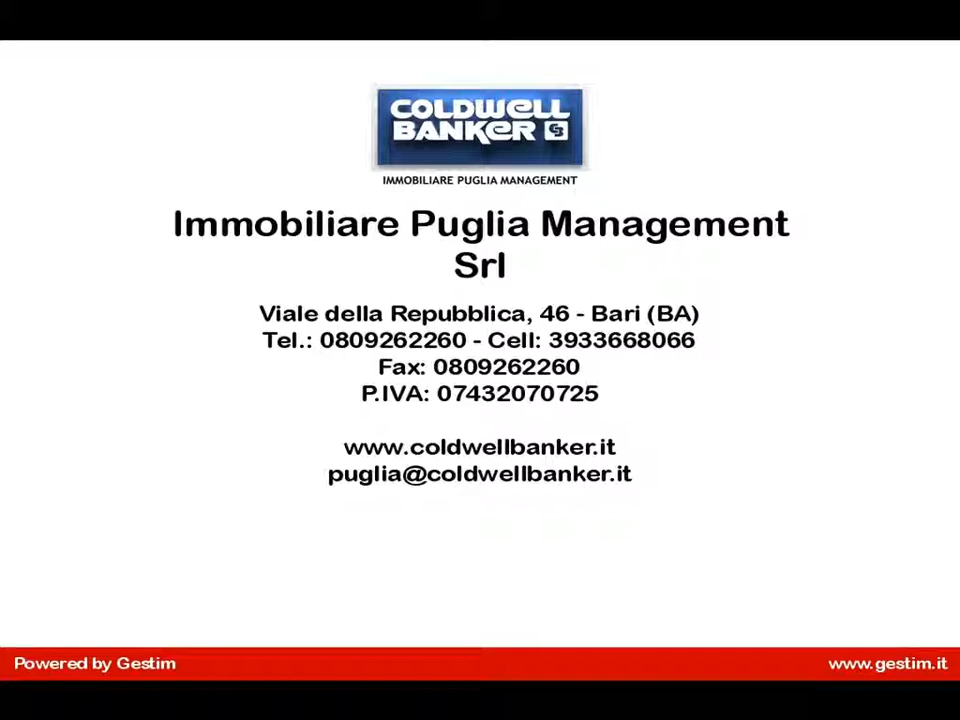 COLDWELL
BANKER CB
IMMOBILIARE PUGLIA MANAGEMENT
Immobiliare Puglia Management
Srl
Viale della Repubblica, 46 - Bari (BA)
Tel.: 0809262260 - Cell: 3933668066
Fax: 0809262260
P.IVA: 07432070725
www.coldwellbanker.it
puglia@coldwellbanker.it
Powered by Gestim
www.gestim.it